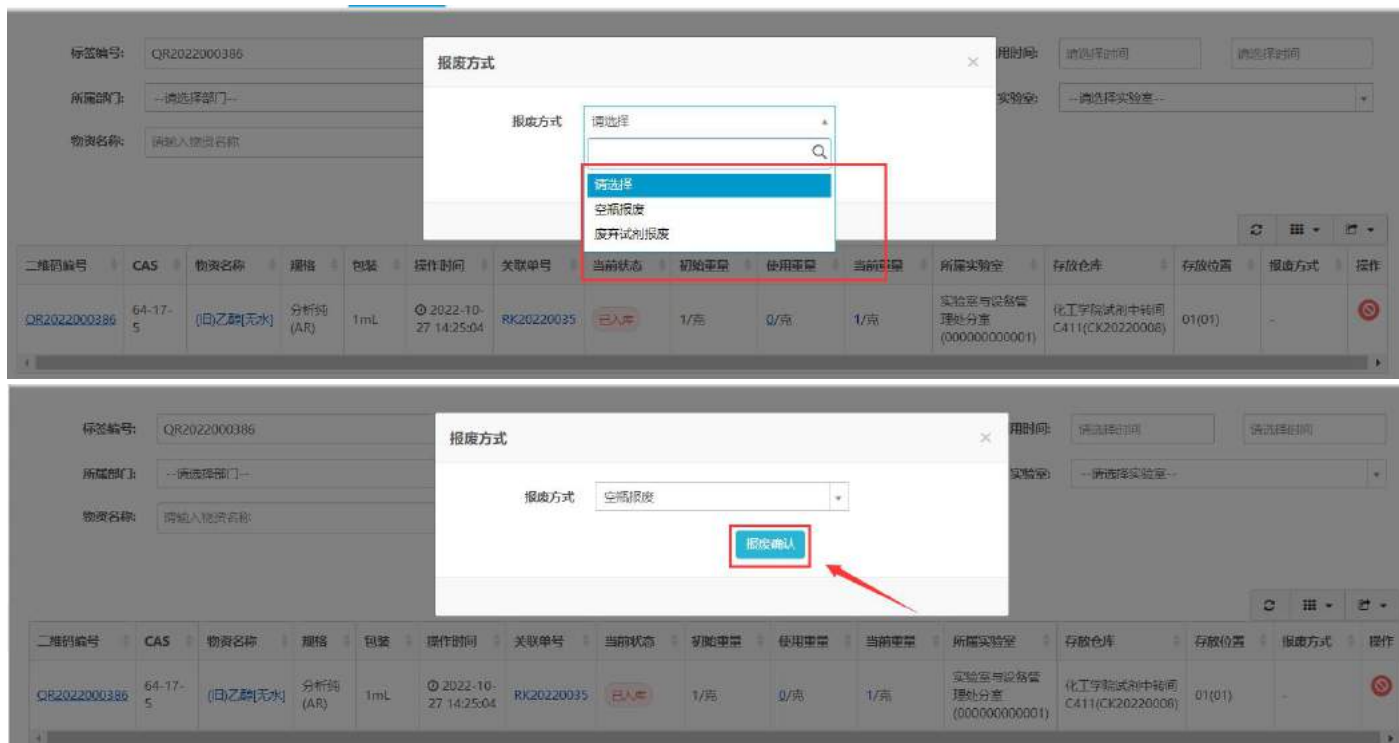 标签编号: QR2022000386
报废方式 ×
用时间: 请选择时间 请选择时间
所属部门: --请选择部门--
实验室: --请选择实验室--
物资名称: 请输入物资名称
报废方式 请选择
请选择
空瓶报废
废弃试剂报废
二维码编号 CAS 物资名称 规格 包装 操作时间 关联单号 当前状态 初始重量 使用重量 当前重量 所属实验室 存放仓库 存放位置 报废方式 操作
QR2022000386 64-17-5 (旧)乙醇[无水] 分析纯(AR) 1mL 2022-10-27 14:25:04 RK20220035 已入库 1/克 0/克 1/克 实验室与设备管理处分室(000000000001) 化工学院试剂中转间C411(CK20220008) 01(01) -
标签编号: QR2022000386
报废方式 ×
用时间: 请选择时间 请选择时间
所属部门: --请选择部门--
实验室: --请选择实验室--
物资名称: 请输入物资名称
报废方式 空瓶报废
报废确认
二维码编号 CAS 物资名称 规格 包装 操作时间 关联单号 当前状态 初始重量 使用重量 当前重量 所属实验室 存放仓库 存放位置 报废方式 操作
QR2022000386 64-17-5 (旧)乙醇[无水] 分析纯(AR) 1mL 2022-10-27 14:25:04 RK20220035 已入库 1/克 0/克 1/克 实验室与设备管理处分室(000000000001) 化工学院试剂中转间C411(CK20220008) 01(01) -